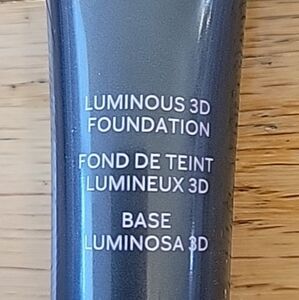 LUMINOUS 3D
FOUNDATION
FOND DE TEINT
LUMINEUX 3D
BASE
LUMINOSA 3D